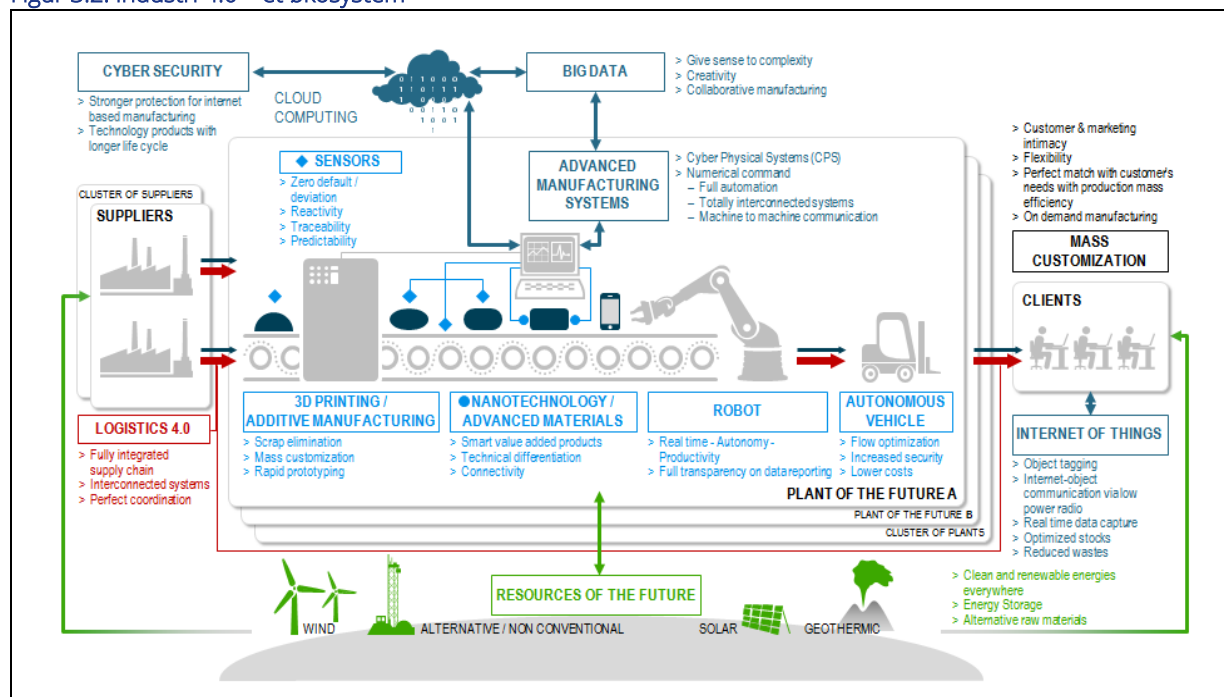 Figur 3.2. Industri 4.0 – et økosystem
CYBER SECURITY
> Stronger protection for internet
based manufacturing
> Technology products with
longer life cycle
CLOUD
COMPUTING
BIG DATA
> Give sense to complexity
> Creativity
> Collaborative manufacturing
SENSORS
> Zero default /
deviation
> Reactivity
> Traceability
> Predictability
ADVANCED
MANUFACTURING
SYSTEMS
> Cyber Physical Systems (CPS)
> Numerical command
– Full automation
– Totally interconnected systems
– Machine to machine communication
> Customer & marketing
intimacy
> Flexibility
> Perfect match with customer's
needs with production mass
efficiency
> On demand manufacturing
MASS
CUSTOMIZATION
CLUSTER OF SUPPLIERS
SUPPLIERS
CLIENTS
LOGISTICS 4.0
> Fully integrated
supply chain
> Interconnected systems
> Perfect coordination
3D PRINTING /
ADDITIVE MANUFACTURING
> Scrap elimination
> Mass customization
> Rapid prototyping
NANOTECHNOLOGY /
ADVANCED MATERIALS
> Smart value added products
> Technical differentiation
> Connectivity
ROBOT
> Real time - Autonomy -
Productivity
> Full transparency on data reporting
AUTONOMOUS
VEHICLE
> Flow optimization
> Increased security
> Lower costs
INTERNET OF THINGS
> Object tagging
> Internet-object
communication via low
power radio
> Real time data capture
> Optimized stocks
> Reduced wastes
PLANT OF THE FUTURE A
PLANT OF THE FUTURE B
CLUSTER OF PLANTS
RESOURCES OF THE FUTURE
> Clean and renewable energies
everywhere
> Energy Storage
> Alternative raw materials
WIND
ALTERNATIVE / NON CONVENTIONAL
SOLAR
GEOTHERMIC